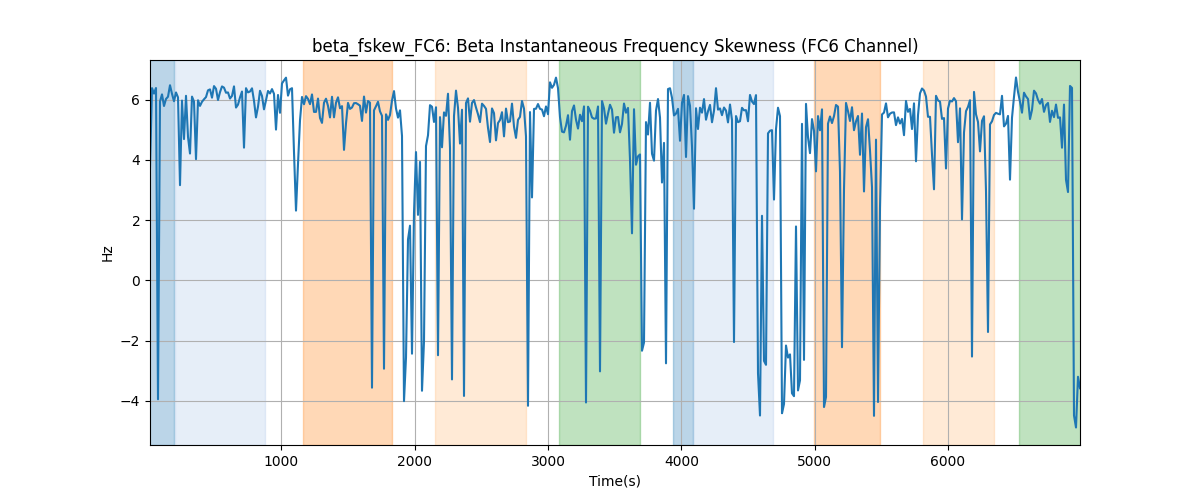 beta_fskew_FC6: Beta Instantaneous Frequency Skewness (FC6 Channel)
6
4
2
0
−2
−4
Hz
1000 2000 3000 4000 5000 6000
Time(s)